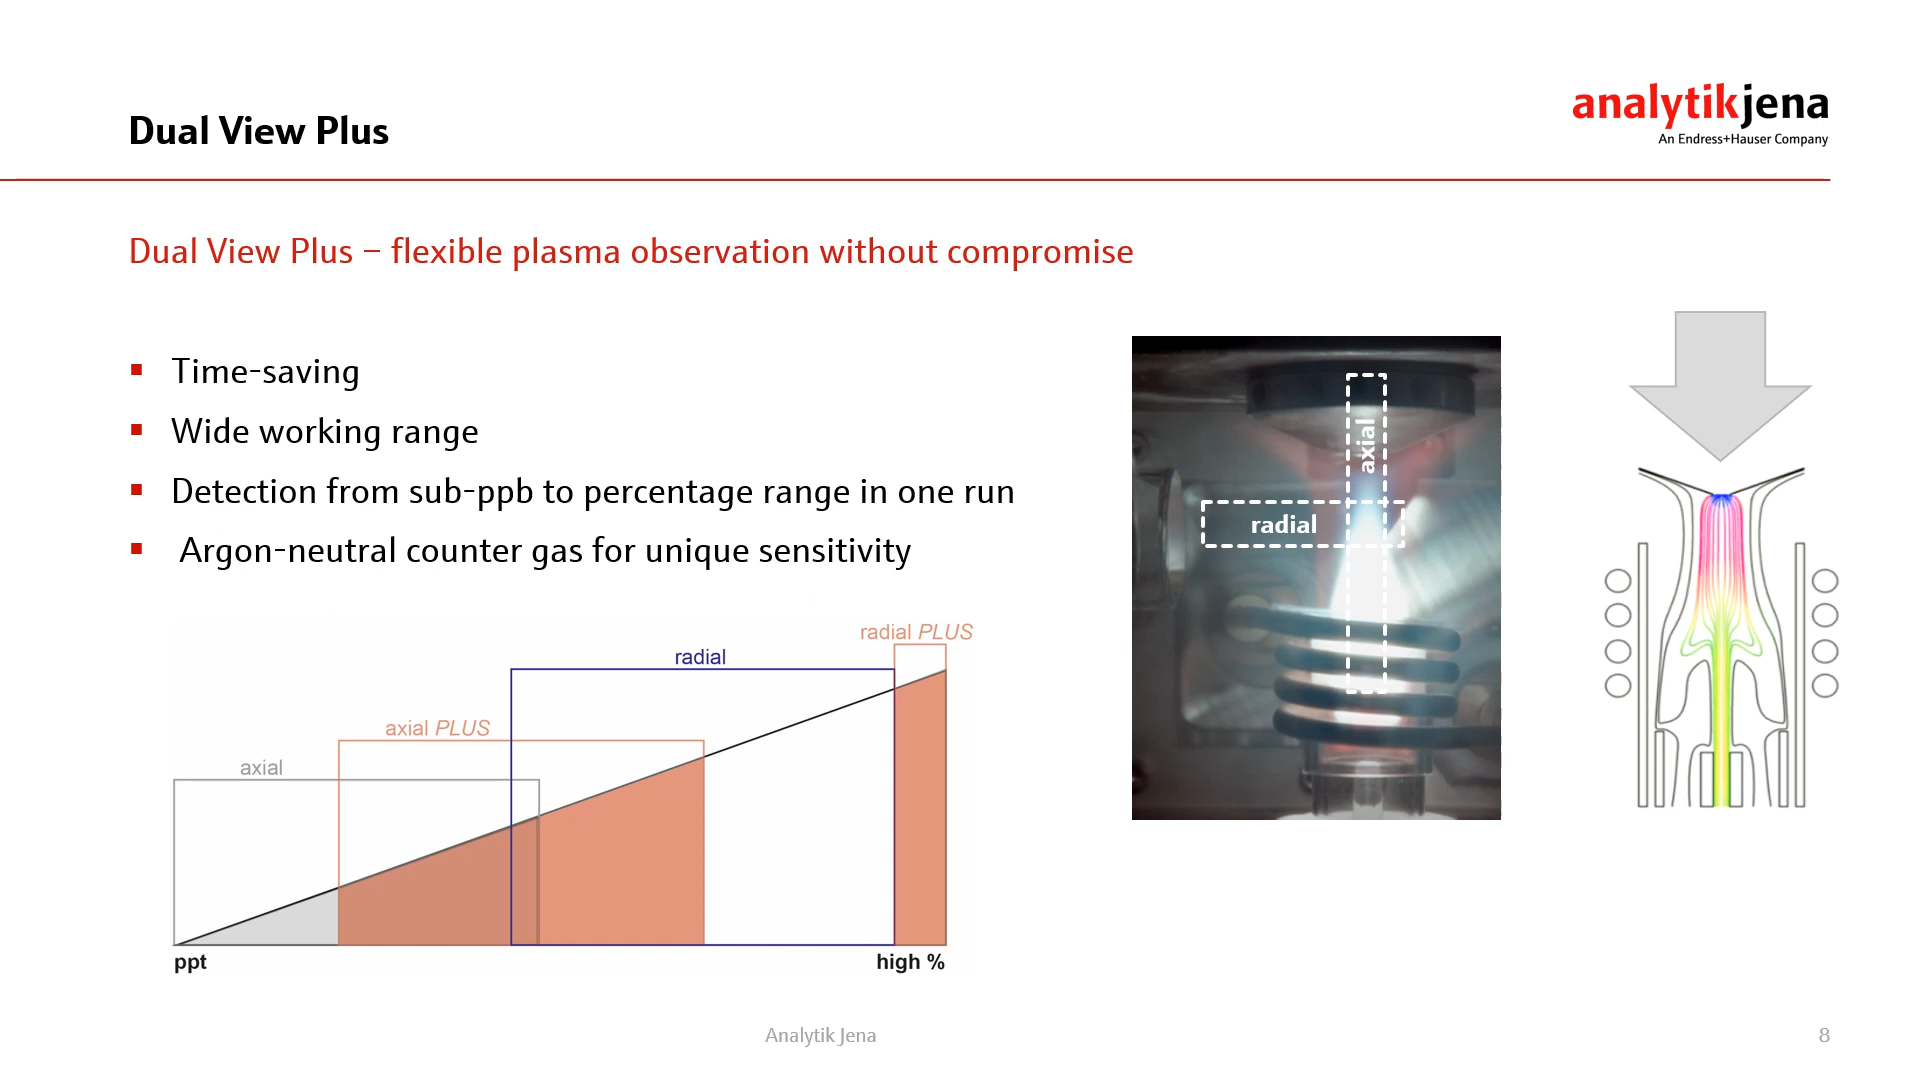 Dual View Plus
analytikjena
An Endress+Hauser Company
Dual View Plus – flexible plasma observation without compromise
Time-saving
Wide working range
Detection from sub-ppb to percentage range in one run
Argon-neutral counter gas for unique sensitivity
radial PLUS
radial
axial PLUS
axial
ppt
high %
axial
radial
Analytik Jena
8